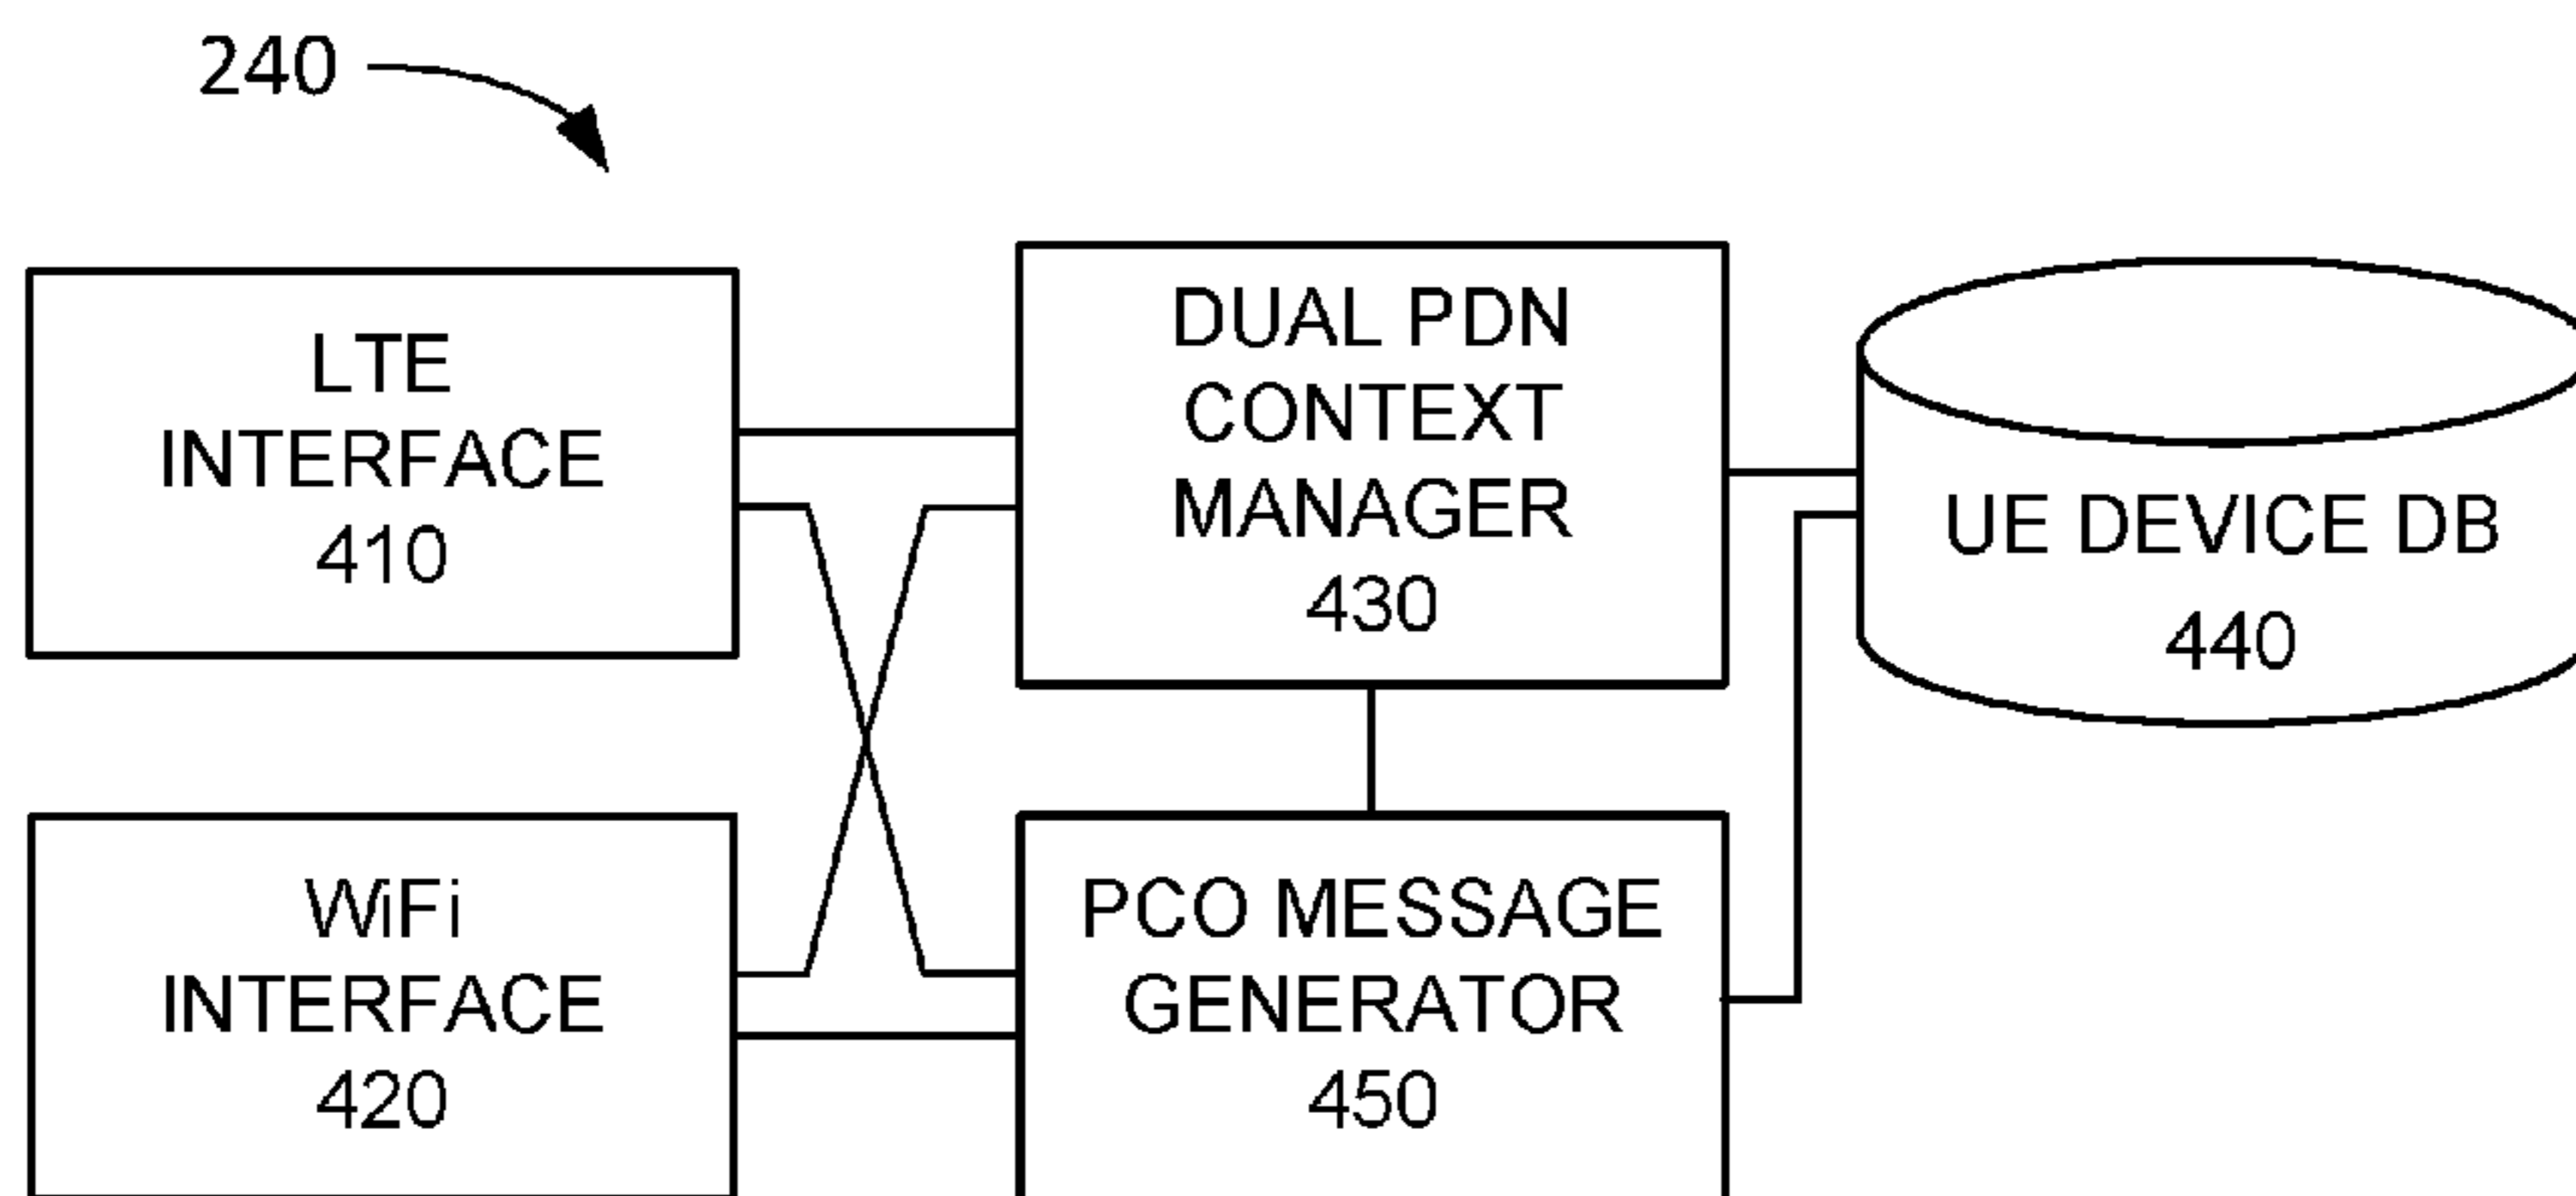 240
LTE
INTERFACE
410
DUAL PDN
CONTEXT
MANAGER
430
UE DEVICE DB
440
WiFi
INTERFACE
420
PCO MESSAGE
GENERATOR
450